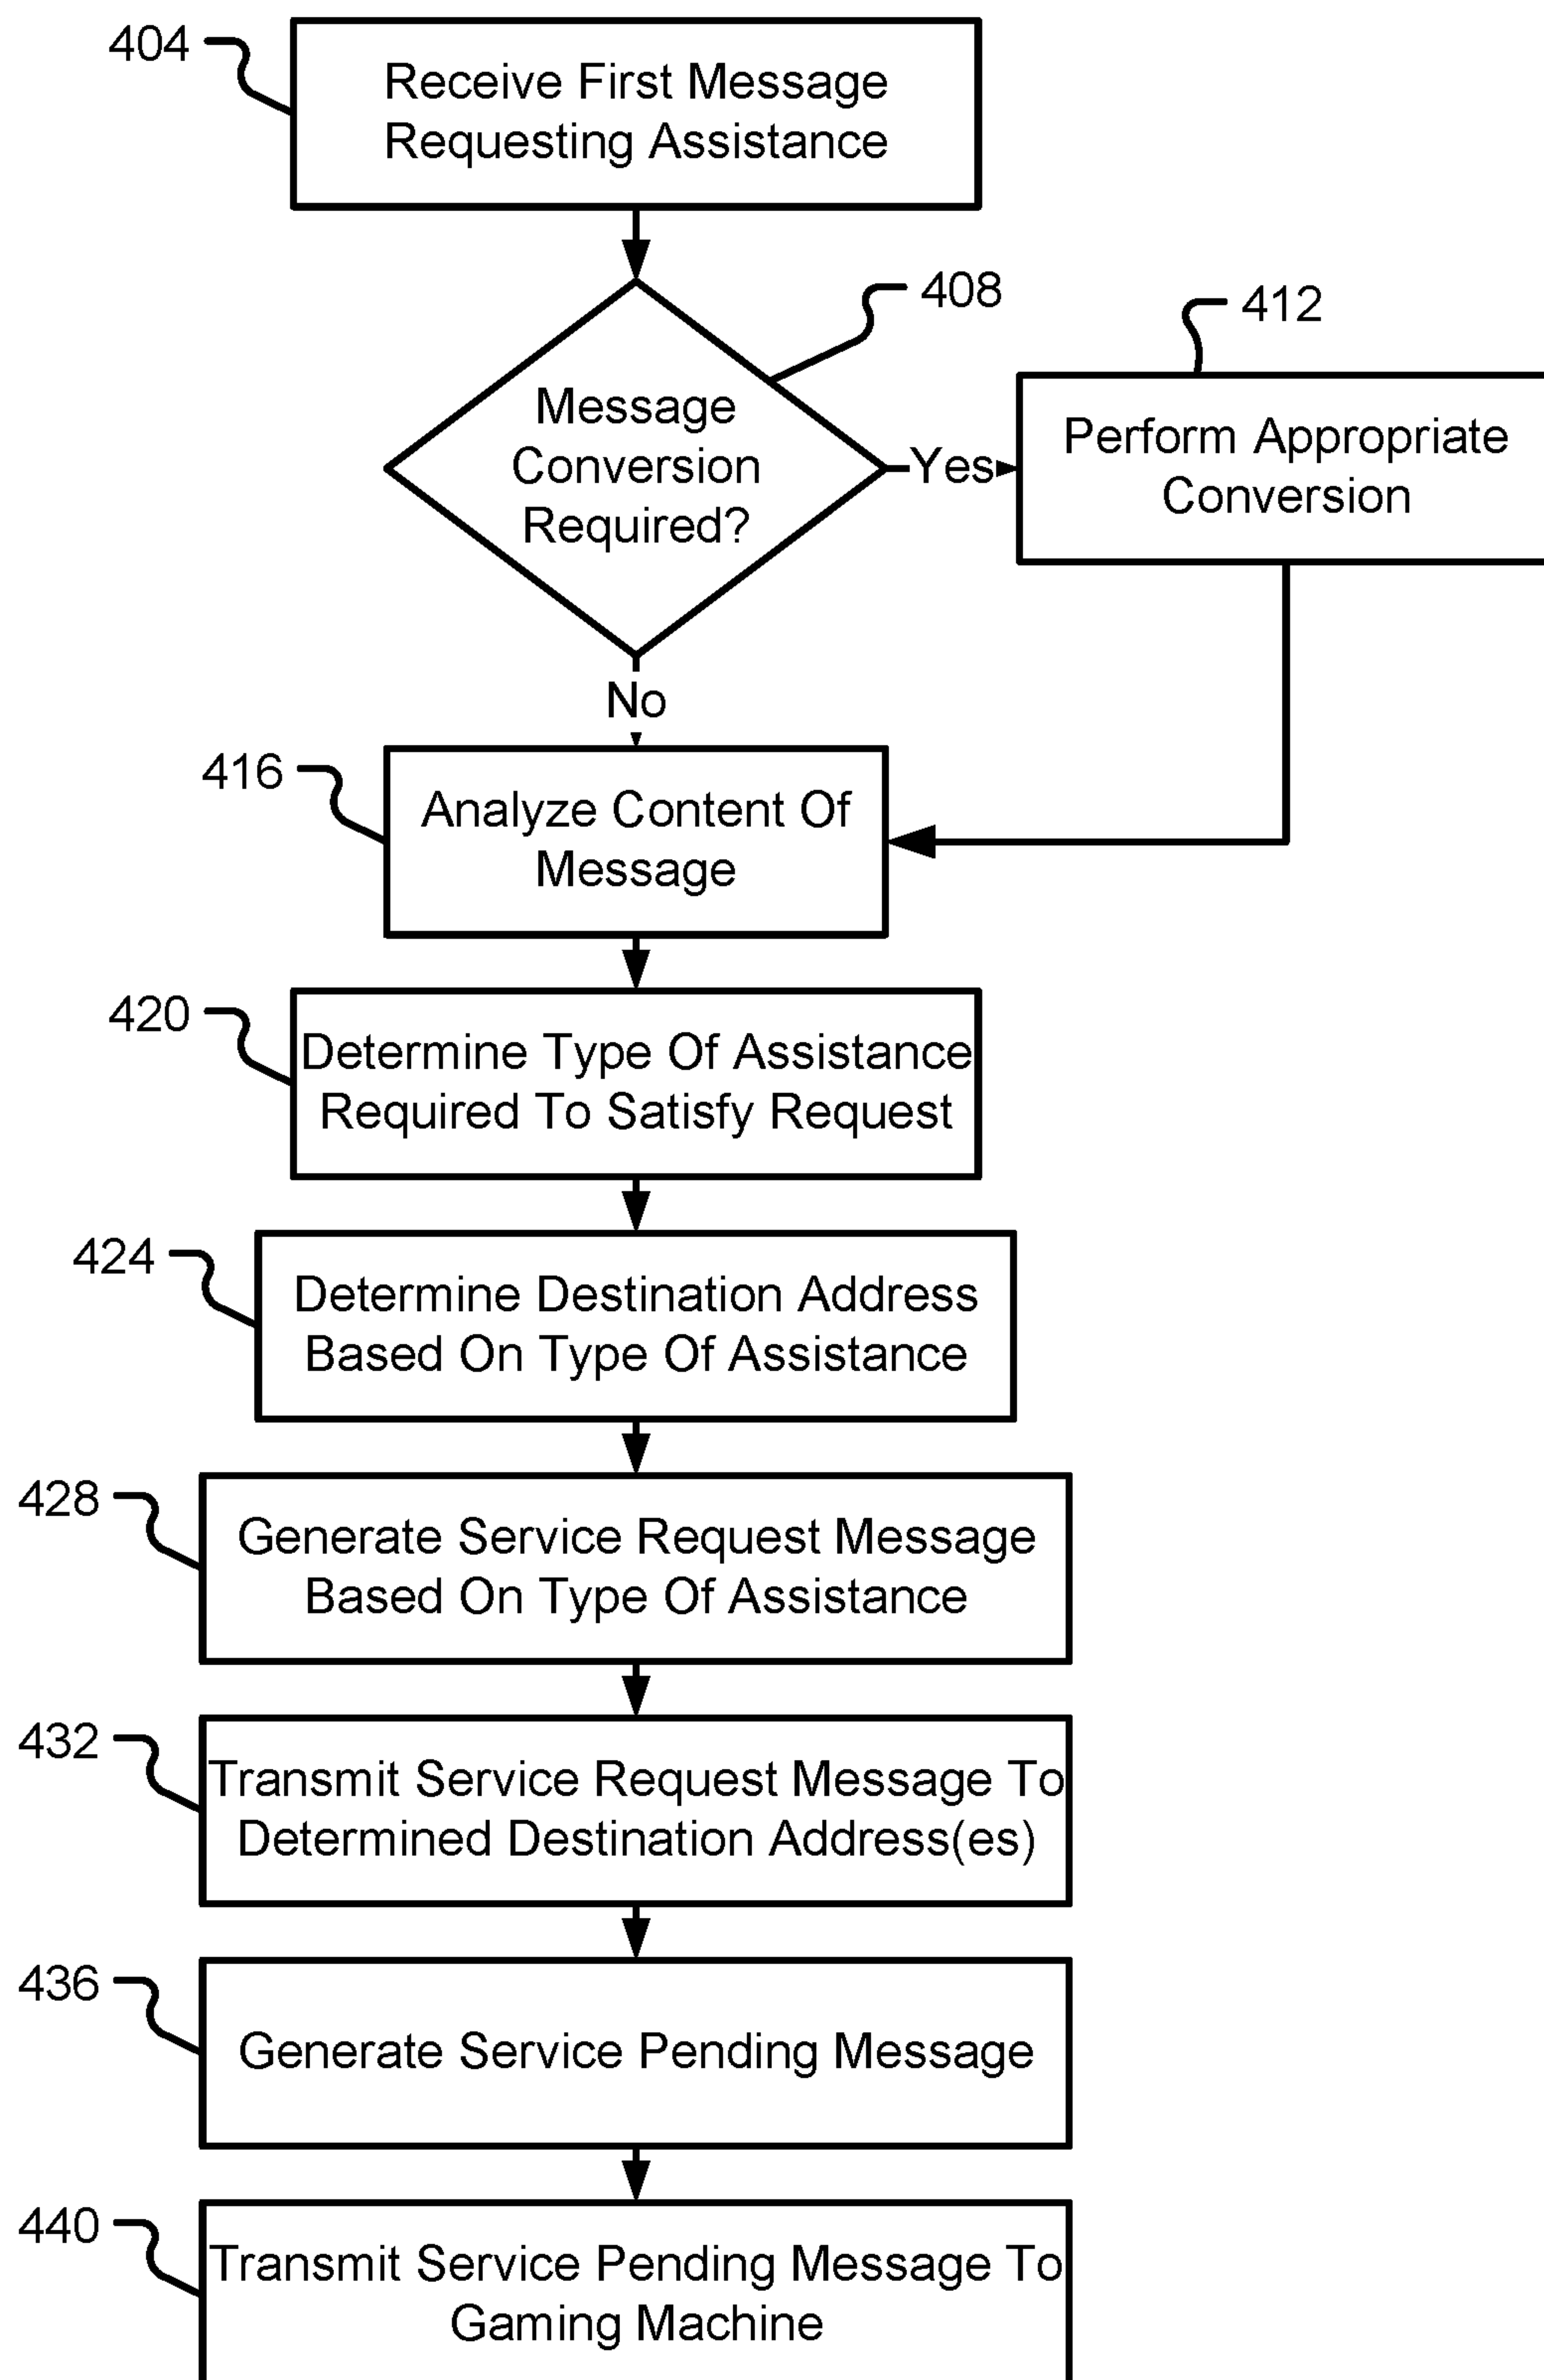 404
Receive First Message
Requesting Assistance
408
Message
Conversion
Required?
Yes
412
Perform Appropriate
Conversion
No
416
Analyze Content Of
Message
420
Determine Type Of Assistance
Required To Satisfy Request
424
Determine Destination Address
Based On Type Of Assistance
428
Generate Service Request Message
Based On Type Of Assistance
432
Transmit Service Request Message To
Determined Destination Address(es)
436
Generate Service Pending Message
440
Transmit Service Pending Message To
Gaming Machine